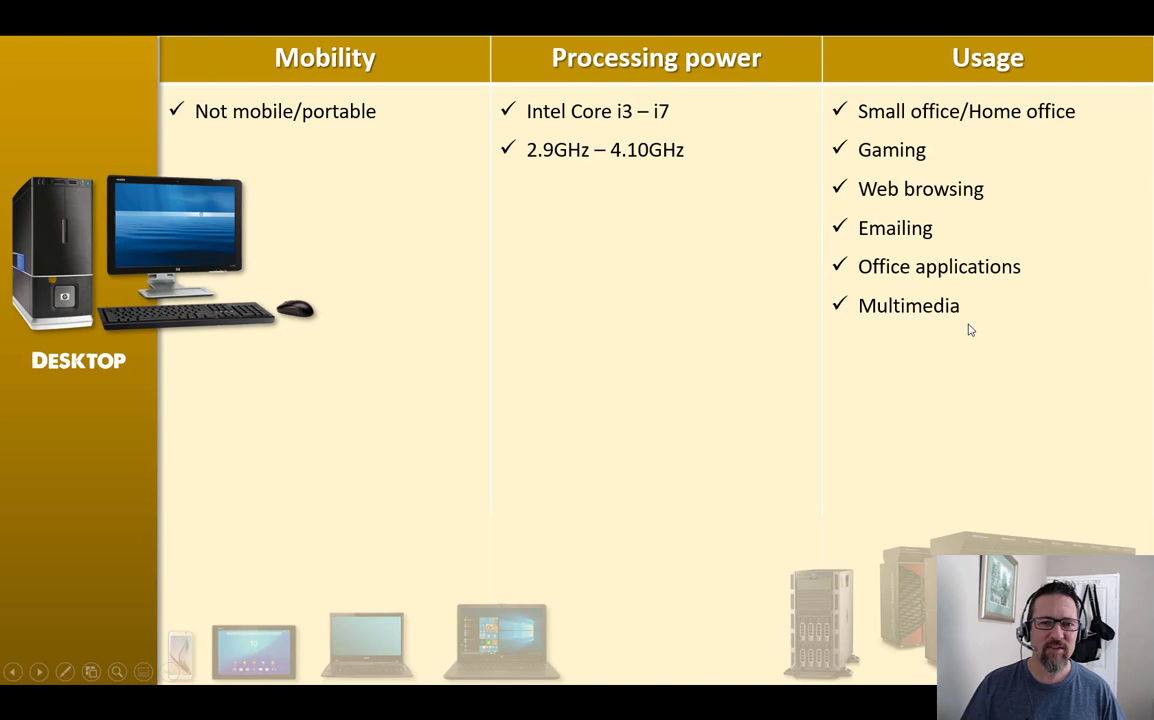 Mobility
Processing power
Usage
Not mobile/portable
Intel Core i3 – i7
2.9GHz – 4.10GHz
Small office/Home office
Gaming
Web browsing
Emailing
Office applications
Multimedia
DESKTOP